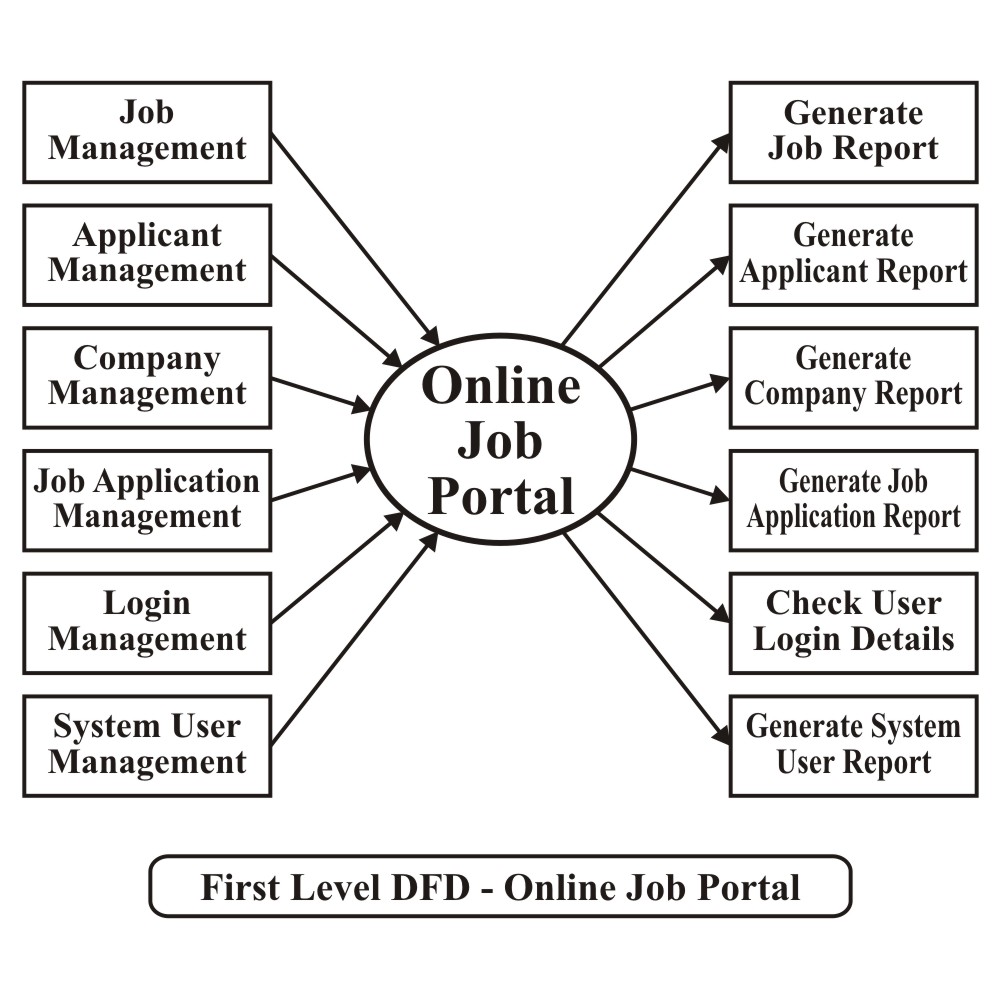 Job
Management
Applicant
Management
Company
Management
Job Application
Management
Login
Management
System User
Management
Online
Job
Portal
Generate
Job Report
Generate
Applicant Report
Generate
Company Report
Generate Job
Application Report
Check User
Login Details
Generate System
User Report
First Level DFD - Online Job Portal